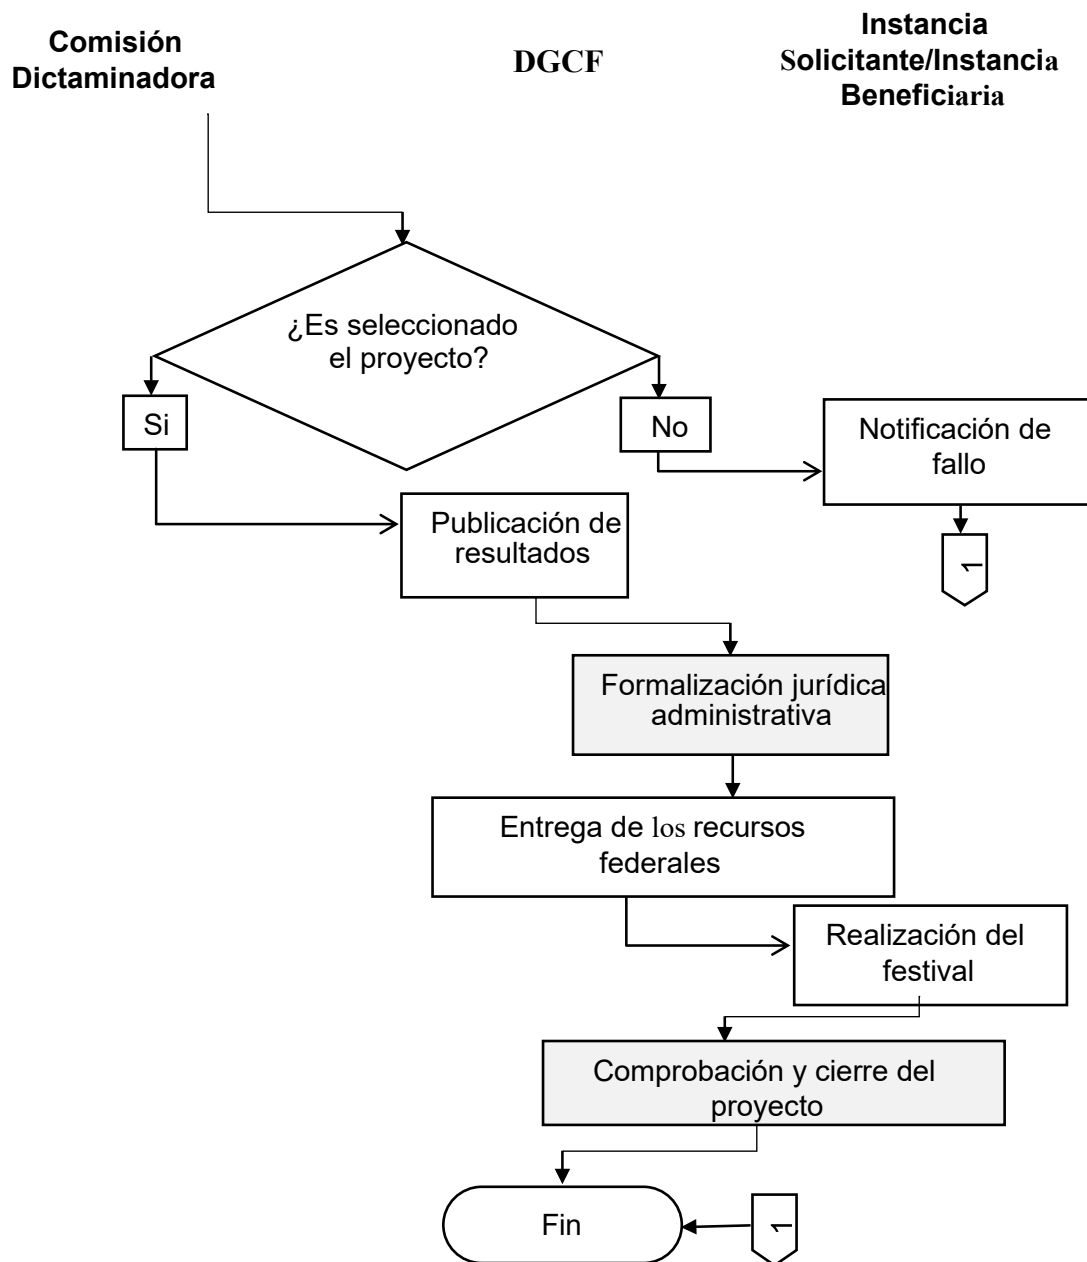 Comisión
Dictaminadora
DGCF
Instancia
Solicitante/Instancia
Beneficiaria
¿Es seleccionado
el proyecto?
Si
No
Notificación de
fallo
1
Publicación de
resultados
Formalización jurídica
administrativa
Entrega de los recursos
federales
Realización del
festival
Comprobación y cierre del
proyecto
Fin
1